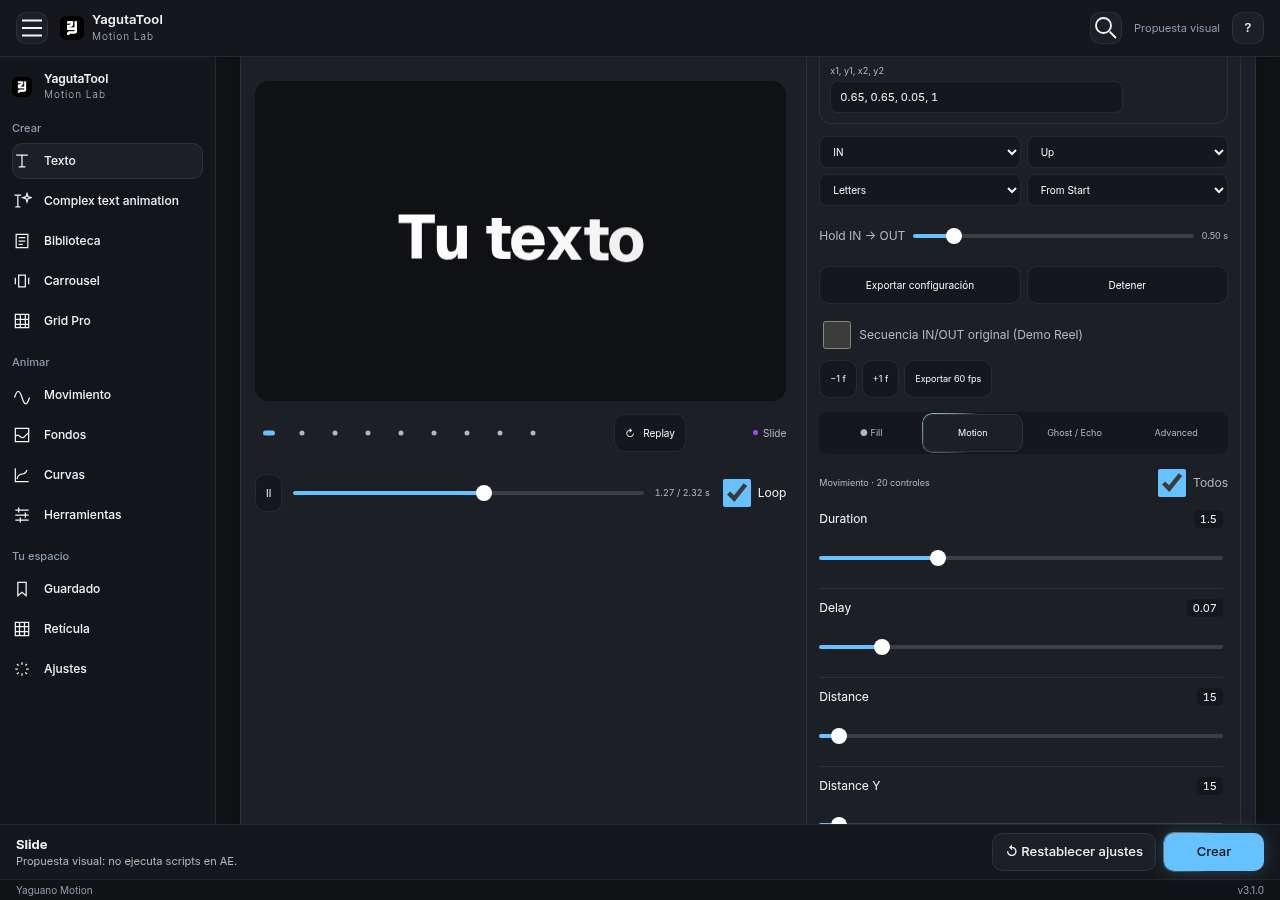 YagutaTool
Motion Lab
Propuesta visual
?
YagutaTool
Motion Lab
Crear
Texto
Complex text animation
Biblioteca
Carrousel
Grid Pro
Animar
Movimiento
Fondos
Curvas
Herramientas
Tu espacio
Guardado
Retícula
Ajustes
Tu texto
↻ Replay
Slide
1.27 / 2.32 s
Loop
x1, y1, x2, y2
0.65, 0.65, 0.05, 1
IN
Up
Letters
From Start
Hold IN → OUT
0.50 s
Exportar configuración
Detener
Secuencia IN/OUT original (Demo Reel)
−1 f
+1 f
Exportar 60 fps
Fill
Motion
Ghost / Echo
Advanced
Movimiento · 20 controles
Todos
Duration
1.5
Delay
0.07
Distance
15
Distance Y
15
Slide
Propuesta visual: no ejecuta scripts en AE.
↺ Restablecer ajustes
Crear
Yaguano Motion
v3.1.0